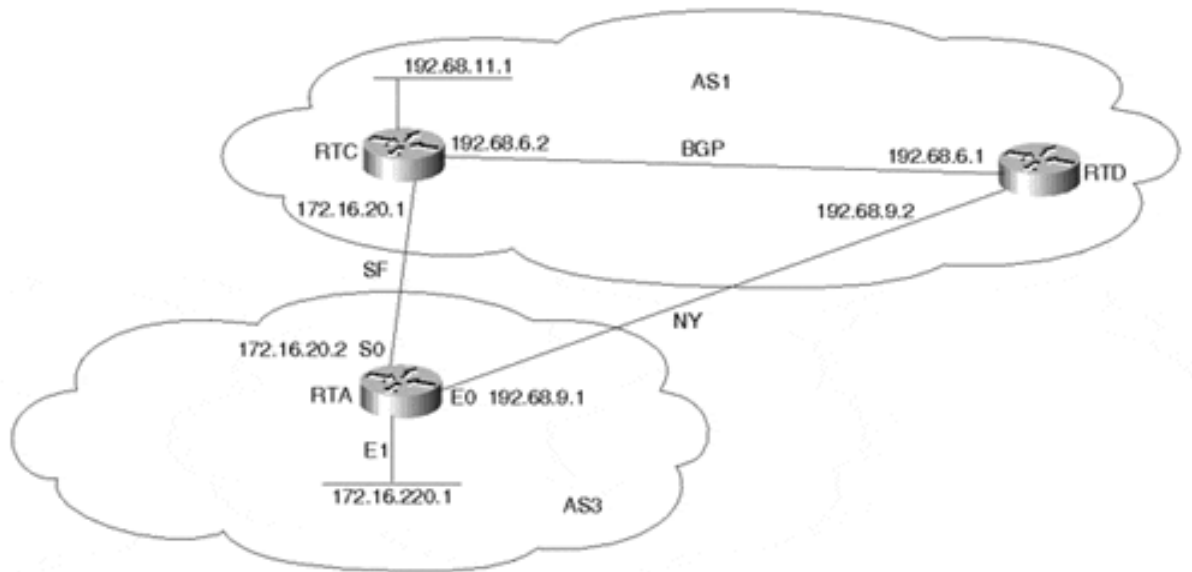 192.68.11.1
AS1
RTC
192.68.6.2
BGP
192.68.6.1
RTD
172.16.20.1
192.68.9.2
SF
NY
172.16.20.2 S0
RTA
E0 192.68.9.1
E1
172.16.220.1
AS3